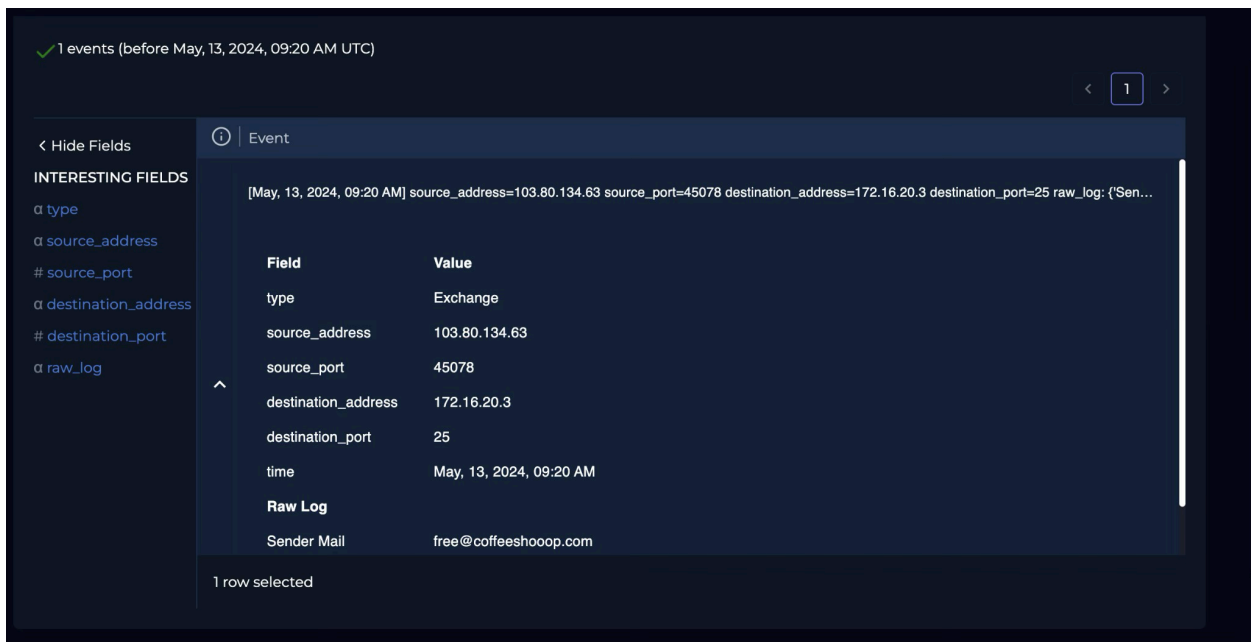 1 events (before May, 13, 2024, 09:20 AM UTC)
1
Hide Fields
INTERESTING FIELDS
α type
α source_address
# source_port
α destination_address
# destination_port
α raw_log
Event
[May, 13, 2024, 09:20 AM] source_address=103.80.134.63 source_port=45078 destination_address=172.16.20.3 destination_port=25 raw_log: {'Sen...
Field Value
type Exchange
source_address 103.80.134.63
source_port 45078
destination_address 172.16.20.3
destination_port 25
time May, 13, 2024, 09:20 AM
Raw Log
Sender Mail free@coffeeshooop.com
1 row selected